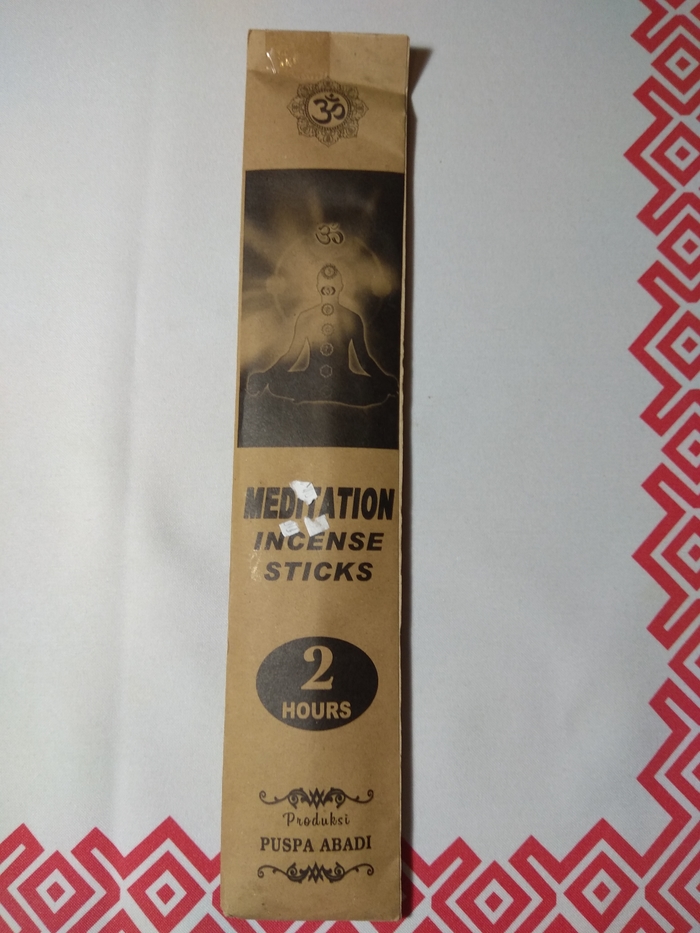 ॐ
ॐ
MEDITATION
INCENSE
STICKS
2
HOURS
Produksi
PUSPA ABADI